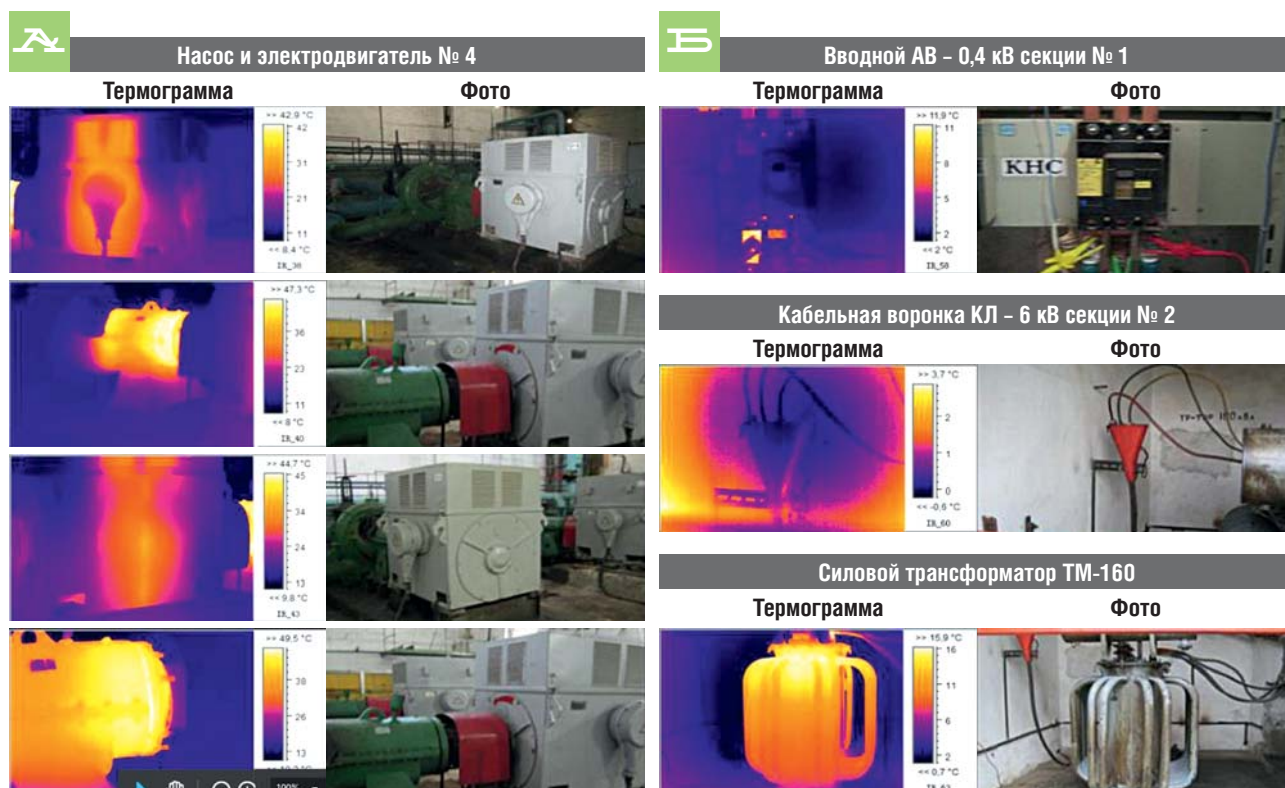 А
Насос и электродвигатель № 4
Термограмма Фото
>> 42,9 °C
42
31
21
11
<< 8,4 °C
IR_36
>> 47,3 °C
36
23
11
<< 8 °C
IR_40
>> 44,7 °C
45
34
24
13
<< 9,8 °C
IR_43
>> 49,5 °C
38
26
13
100%
Б
Вводной АВ – 0,4 кВ секции № 1
Термограмма Фото
>> 11,9 °C
11
8
5
2
<< 2 °C
IR_58
КНС
Кабельная воронка КЛ – 6 кВ секции № 2
Термограмма Фото
>> 3,7 °C
2
1
0
<< -0,6 °C
IR_60
Силовой трансформатор ТМ-160
Термограмма Фото
>> 15,9 °C
16
11
6
2
<< 0,7 °C